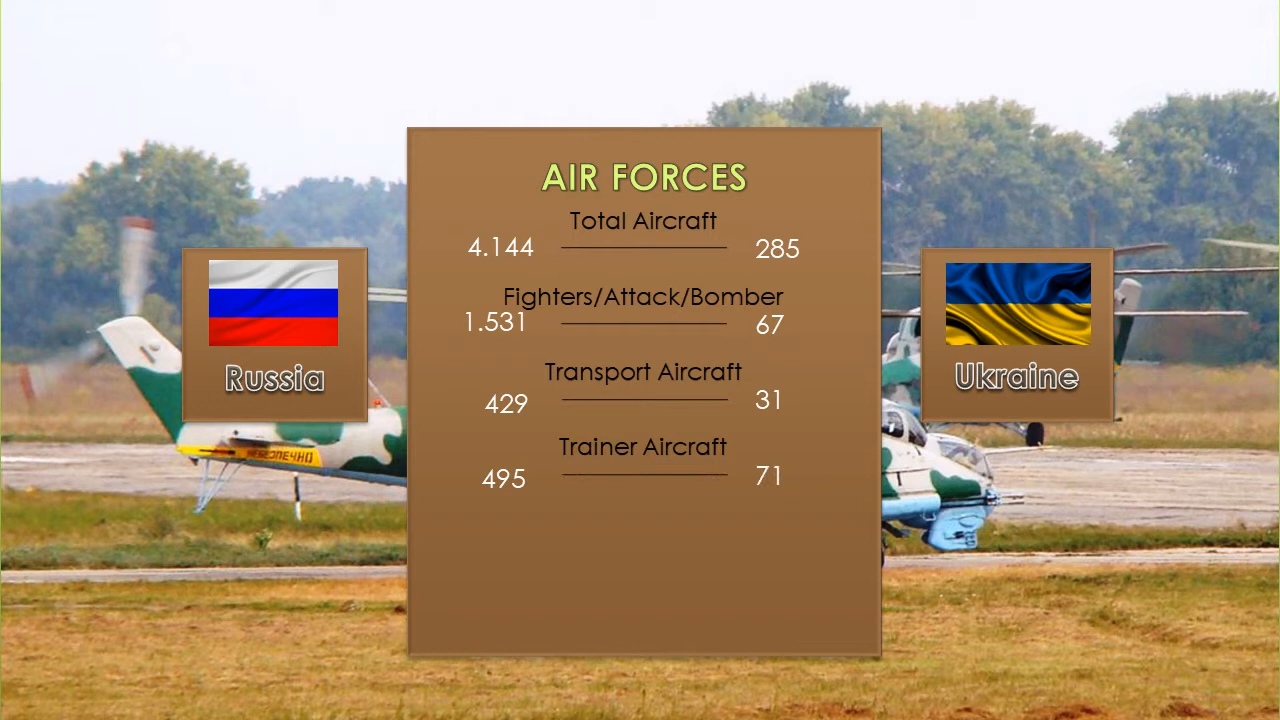 AIR FORCES
Total Aircraft
4.144 285
Fighters/Attack/Bomber
1.531 67
Russia
Ukraine
Transport Aircraft
429 31
Trainer Aircraft
495 71
НЕБЕЗПЕЧНО